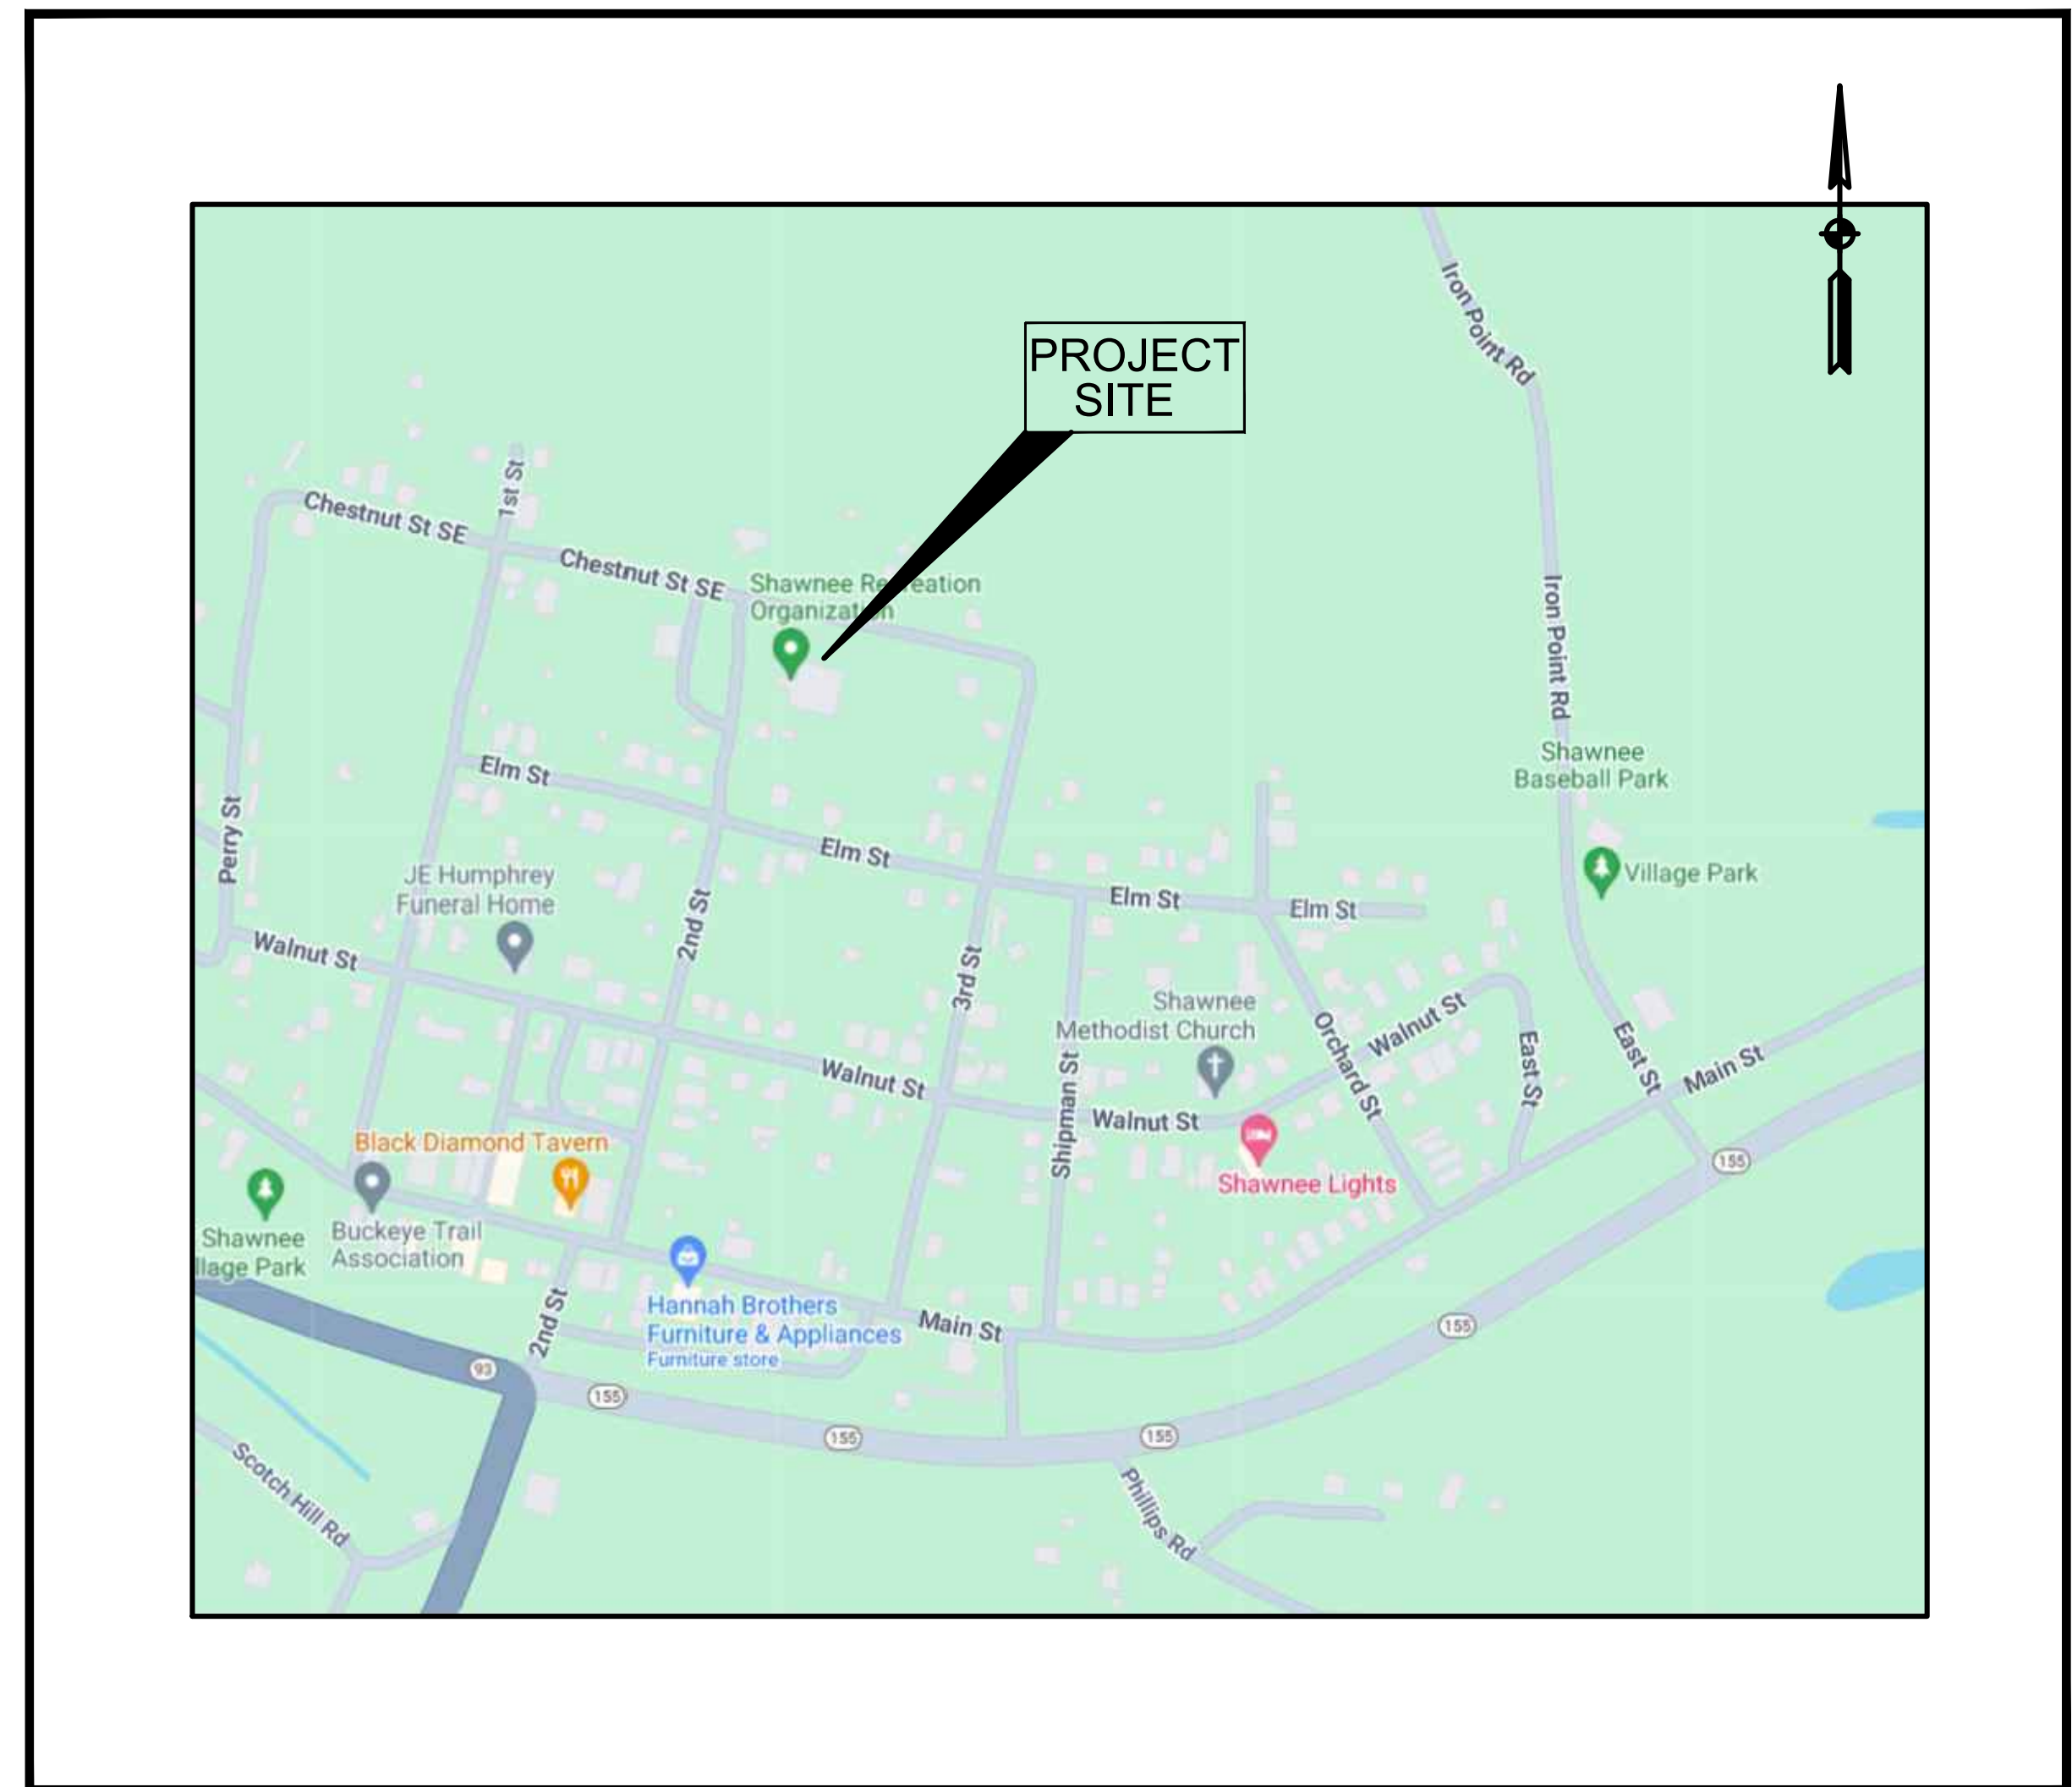 PROJECT
SITE
Iron Point Rd
1st St
Chestnut St SE
Chestnut St SE
Shawnee Recreation
Organization
Iron Point Rd
Shawnee
Baseball Park
Elm St
Perry St
Elm St
JE Humphrey
Funeral Home
Village Park
Elm St
Elm St
2nd St
Walnut St
3rd St
Shawnee
Methodist Church
Walnut St
Orchard St
East St
East St
Main St
Walnut St
Shipman St
Walnut St
Black Diamond Tavern
155
Shawnee Lights
Shawnee
llage Park
Buckeye Trail
Association
2nd St
Hannah Brothers
Furniture & Appliances
Furniture store
Main St
155
93
155
155
155
Scotch Hill Rd
Phillips Rd